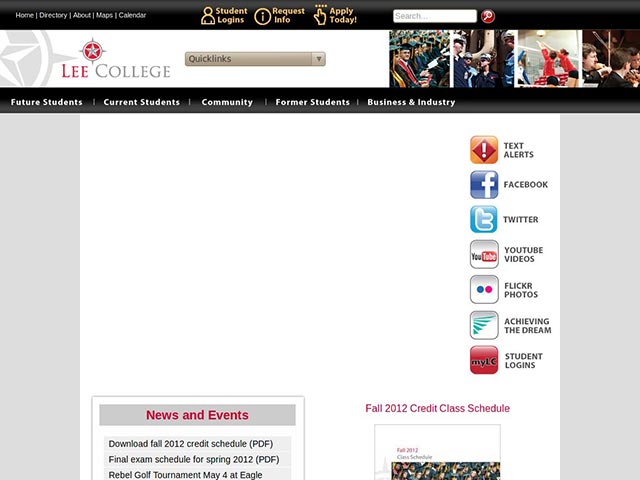 Home | Directory | About | Maps | Calendar
Student Logins
Request Info
Apply Today!
Search...
LEE COLLEGE
Quicklinks
Future Students | Current Students | Community | Former Students | Business & Industry
TEXT ALERTS
FACEBOOK
TWITTER
You Tube
YOUTUBE VIDEOS
FLICKR PHOTOS
ACHIEVING THE DREAM
myLC
STUDENT LOGINS
News and Events
Download fall 2012 credit schedule (PDF)
Final exam schedule for spring 2012 (PDF)
Rebel Golf Tournament May 4 at Eagle
Fall 2012 Credit Class Schedule
Fall 2012
Class Schedule